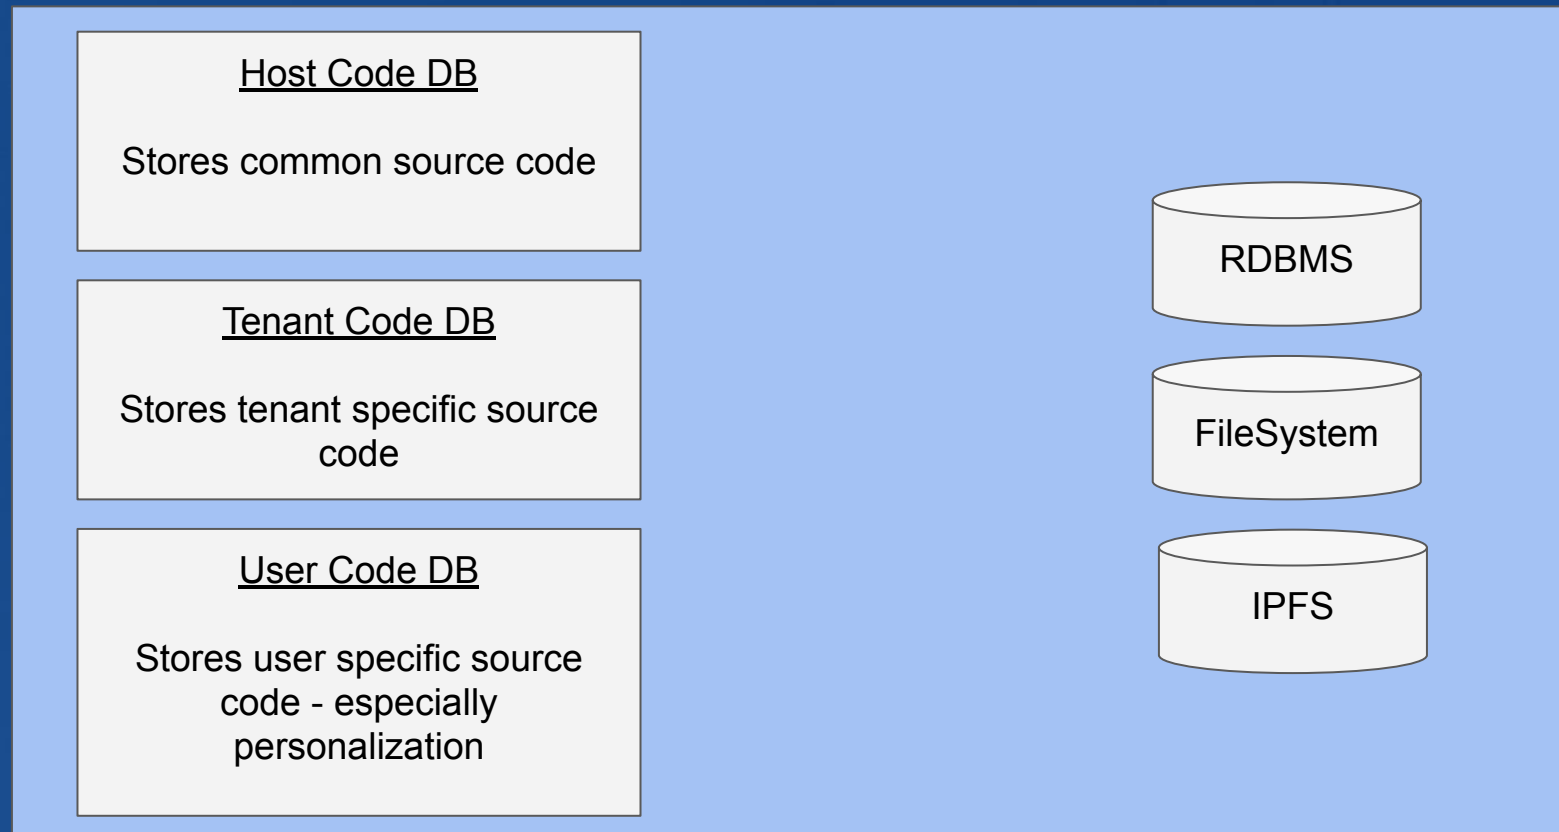 Host Code DB
Stores common source code
Tenant Code DB
Stores tenant specific source
code
User Code DB
Stores user specific source
code - especially
personalization
RDBMS
FileSystem
IPFS